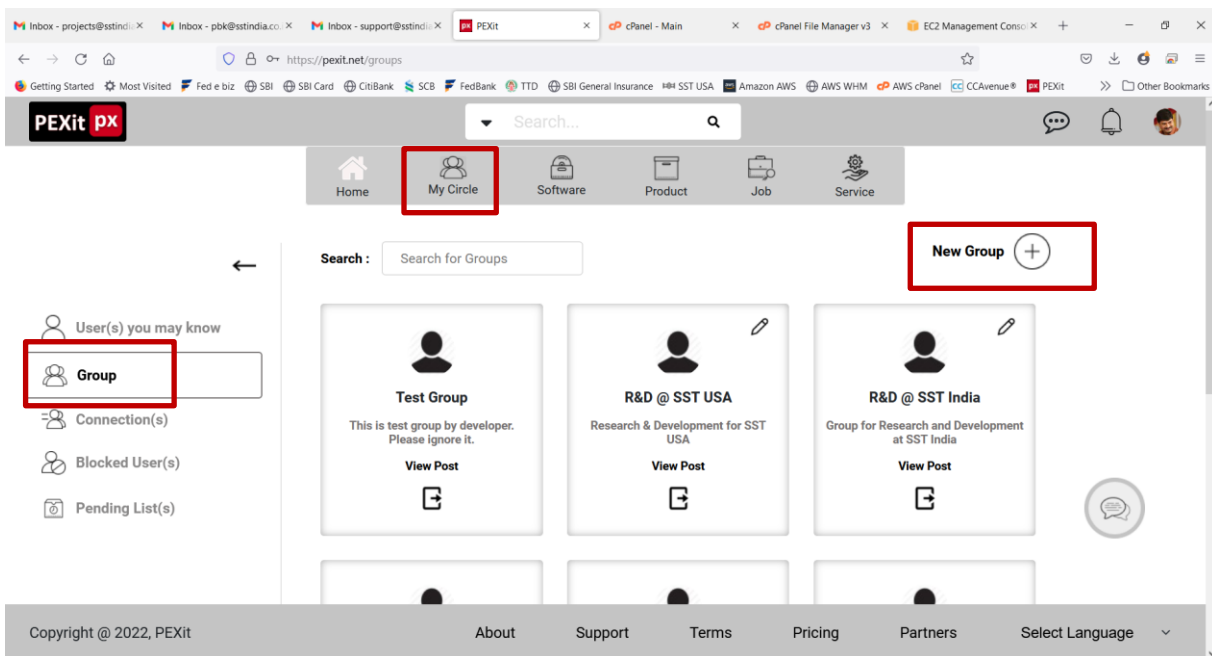 Inbox - projects@sstindi
Inbox - pbk@sstindia.co.
Inbox - support@sstindia
PEXit
cPanel - Main
cPanel File Manager v3
EC2 Management Conso
https://pexit.net/groups
Getting Started
Most Visited
Fed e biz
SBI
SBI Card
CitiBank
SCB
FedBank
TTD
SBI General Insurance
SST USA
Amazon AWS
AWS WHM
AWS cPanel
CCAvenue®
PEXit
Other Bookmarks
PEXit px
Search...
Home
My Circle
Software
Product
Job
Service
Search :
Search for Groups
New Group
User(s) you may know
Group
Connection(s)
Blocked User(s)
Pending List(s)
Test Group
This is test group by developer.
Please ignore it.
View Post
R&D @ SST USA
Research & Development for SST
USA
View Post
R&D @ SST India
Group for Research and Development
at SST India
View Post
Copyright @ 2022, PEXit
About
Support
Terms
Pricing
Partners
Select Language